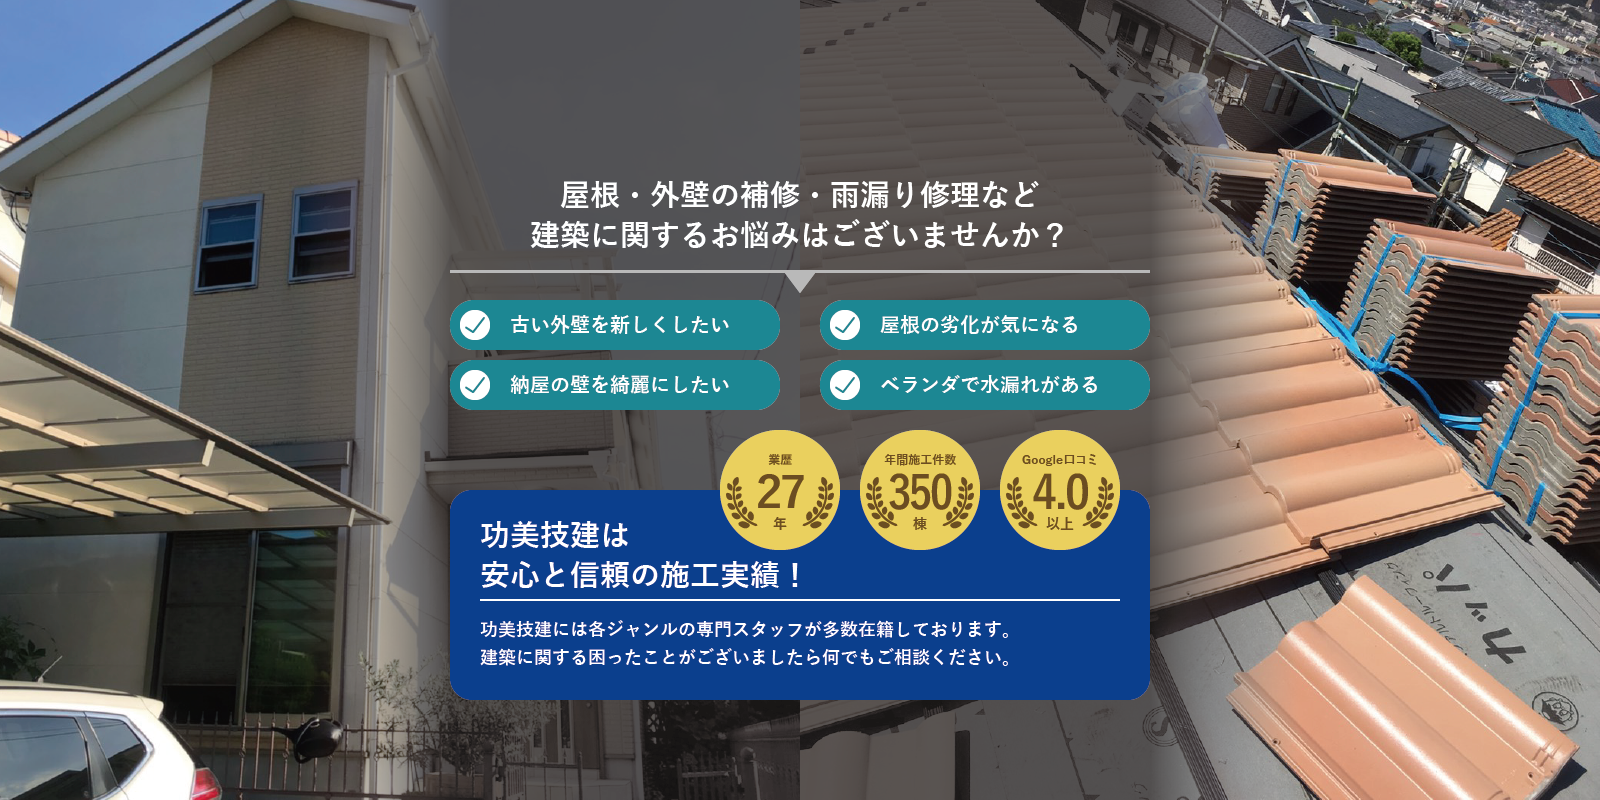 屋根・外壁の補修・雨漏り修理など
建築に関するお悩みはございませんか？
古い外壁を新しくしたい
屋根の劣化が気になる
納屋の壁を綺麗にしたい
ベランダで水漏れがある
業歴
27
年
年間施工件数
350
棟
Google口コミ
4.0
以上
功美技建は
安心と信頼の施工実績！
功美技建には各ジャンルの専門スタッフが多数在籍しております。
建築に関する困ったことがございましたら何でもご相談ください。
カッパ